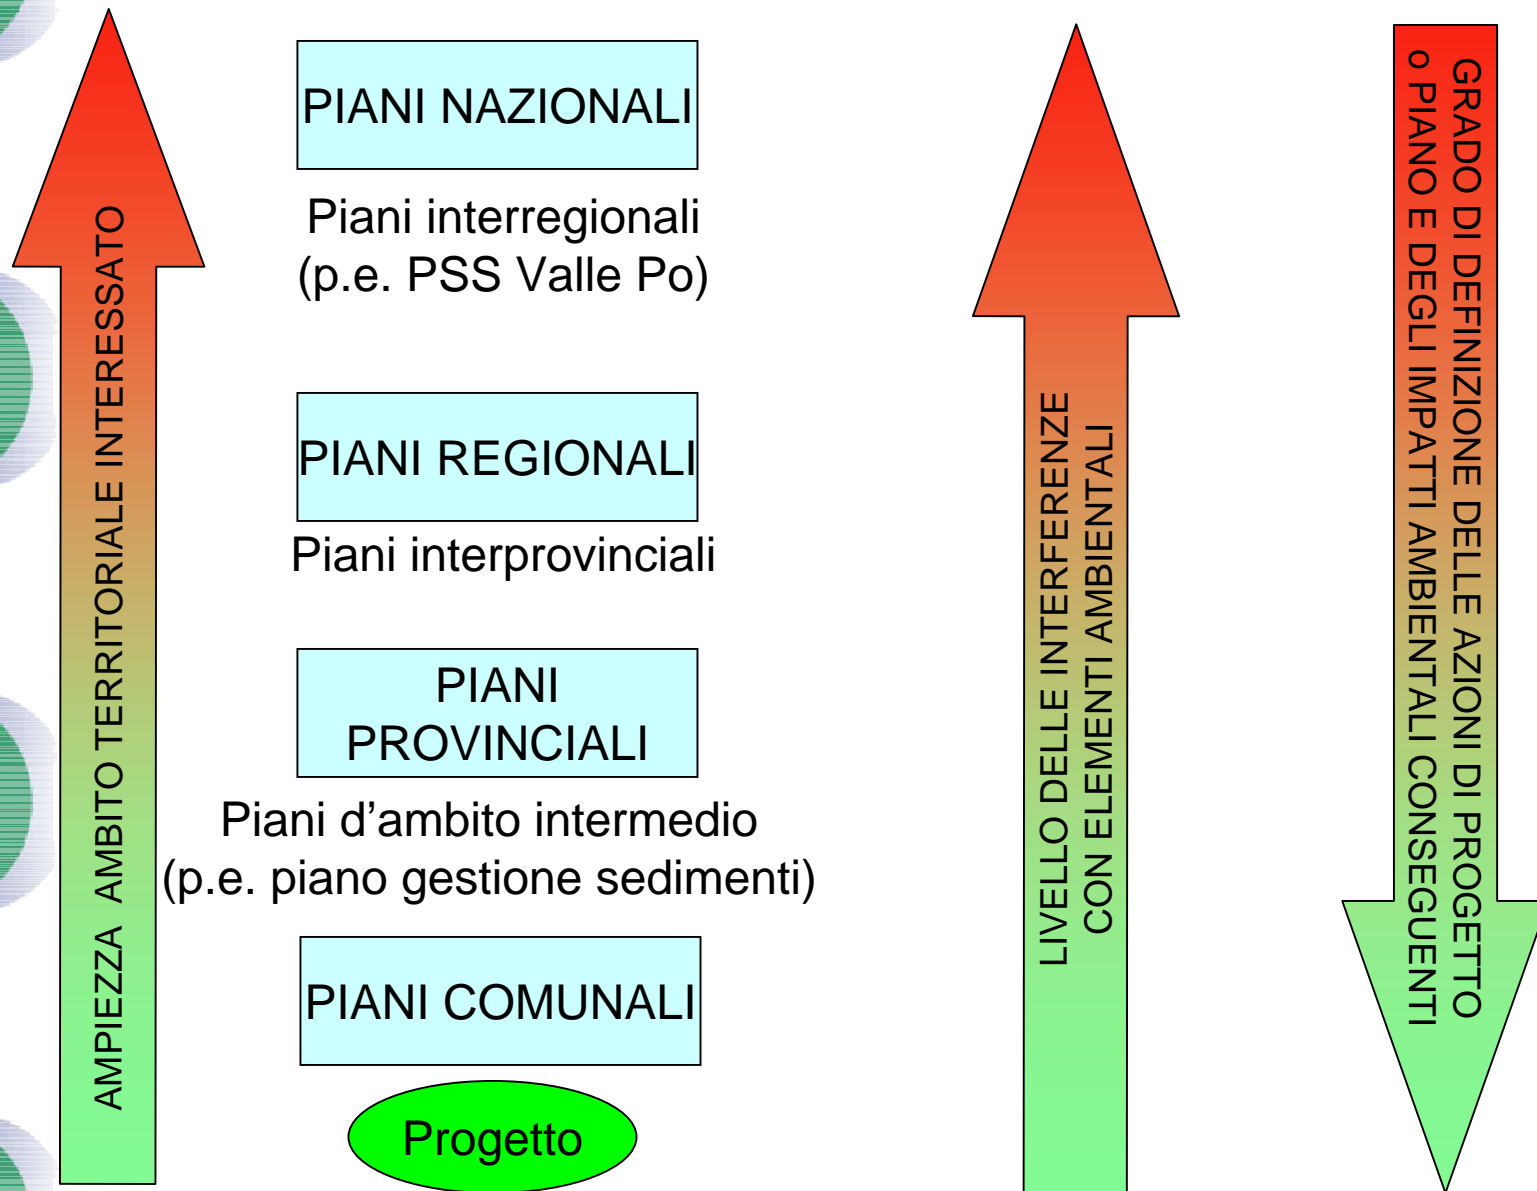 AMPIEZZA AMBITO TERRITORIALE INTERESSATO
PIANI NAZIONALI
Piani interregionali
(p.e. PSS Valle Po)
PIANI REGIONALI
Piani interprovinciali
PIANI
PROVINCIALI
Piani d’ambito intermedio
(p.e. piano gestione sedimenti)
PIANI COMUNALI
Progetto
LIVELLO DELLE INTERFERENZE
CON ELEMENTI AMBIENTALI
GRADO DI DEFINIZIONE DELLE AZIONI DI PROGETTO
o PIANO E DEGLI IMPATTI AMBIENTALI CONSEGUENTI